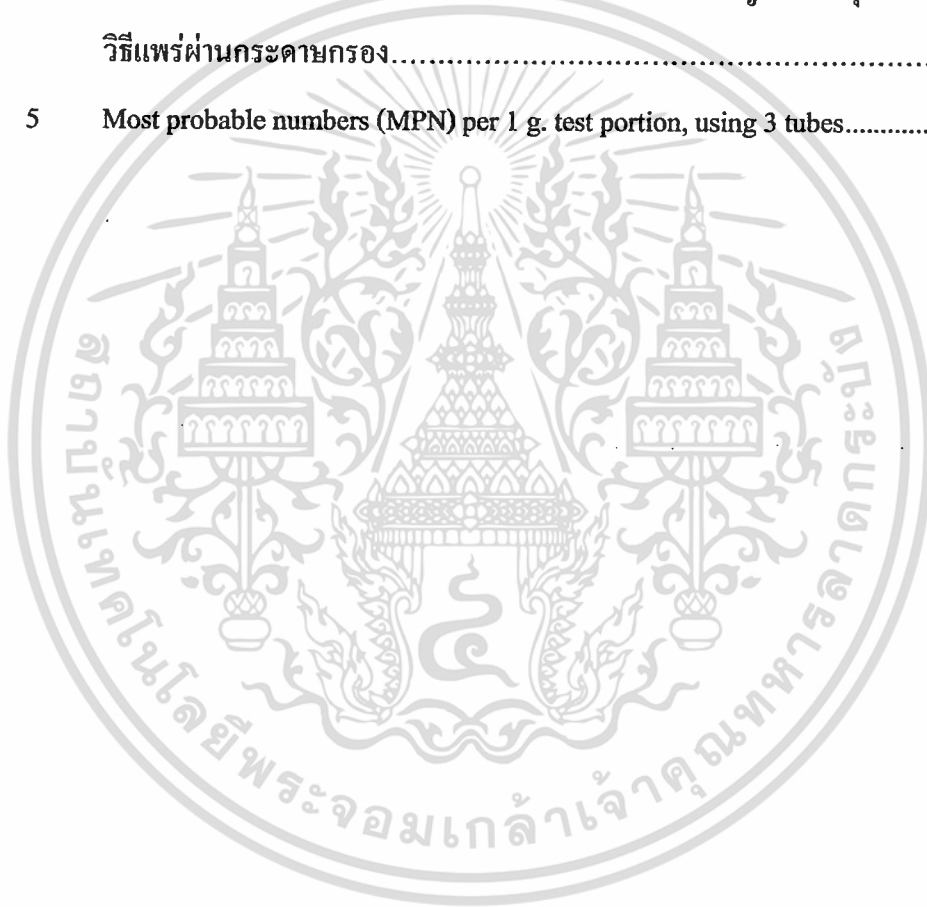 วิธีแพร่ผ่านกระดาษกรอง................................................................
5 Most probable numbers (MPN) per 1 g. test portion, using 3 tubes.............
สถาบันเทคโนโลยีพระจอมเกล้าเจ้าคุณทหารลาดกระบัง